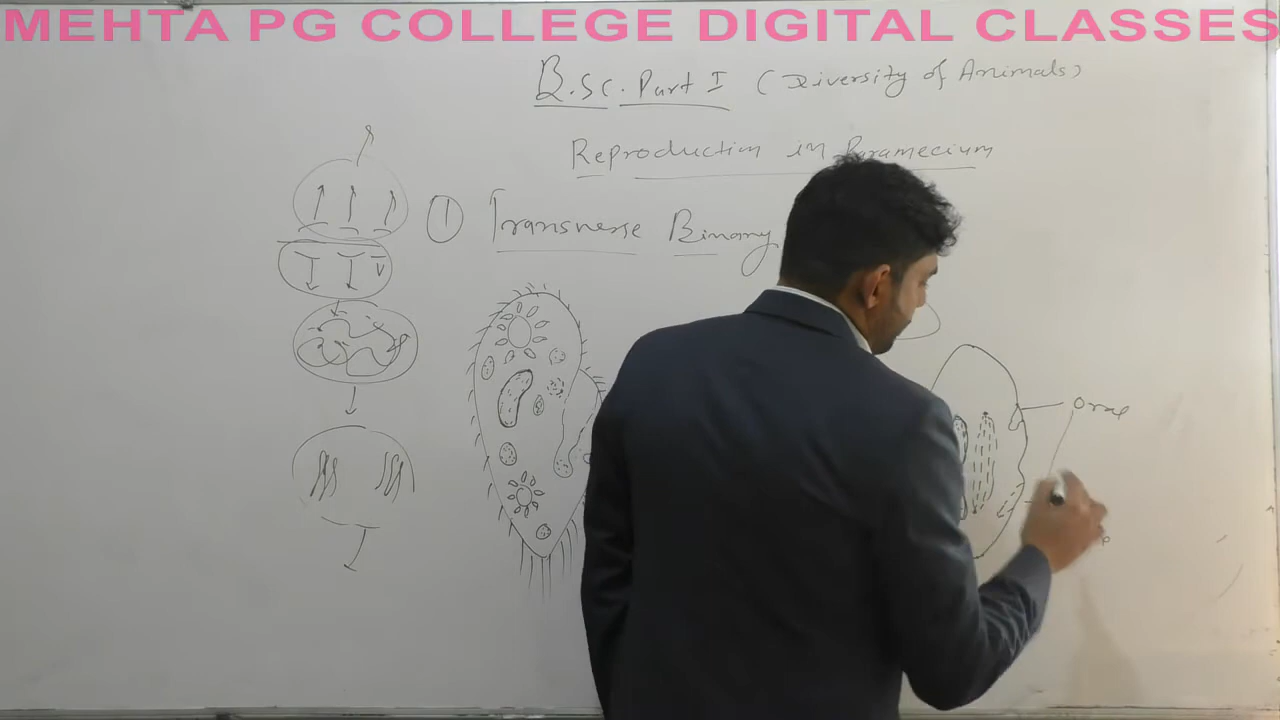 MEHTA PG COLLEGE DIGITAL CLASSES
B.Sc. Part I (Diversity of Animals)
Reproduction in Paramecium
① Transverse Binary
Oral